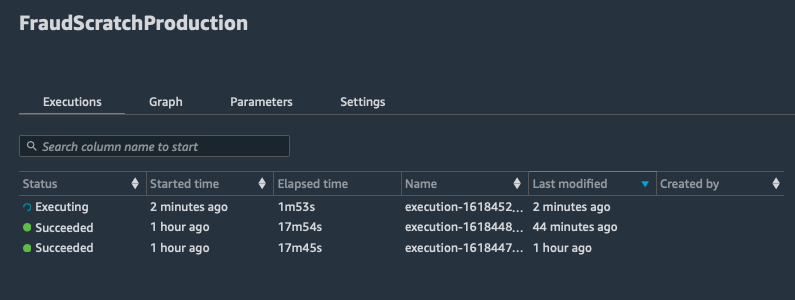 FraudScratchProduction
Executions Graph Parameters Settings
Search column name to start
Status Started time Elapsed time Name Last modified Created by
Executing 2 minutes ago 1m53s execution-1618452... 2 minutes ago
Succeeded 1 hour ago 17m54s execution-1618448... 44 minutes ago
Succeeded 1 hour ago 17m45s execution-1618447... 1 hour ago